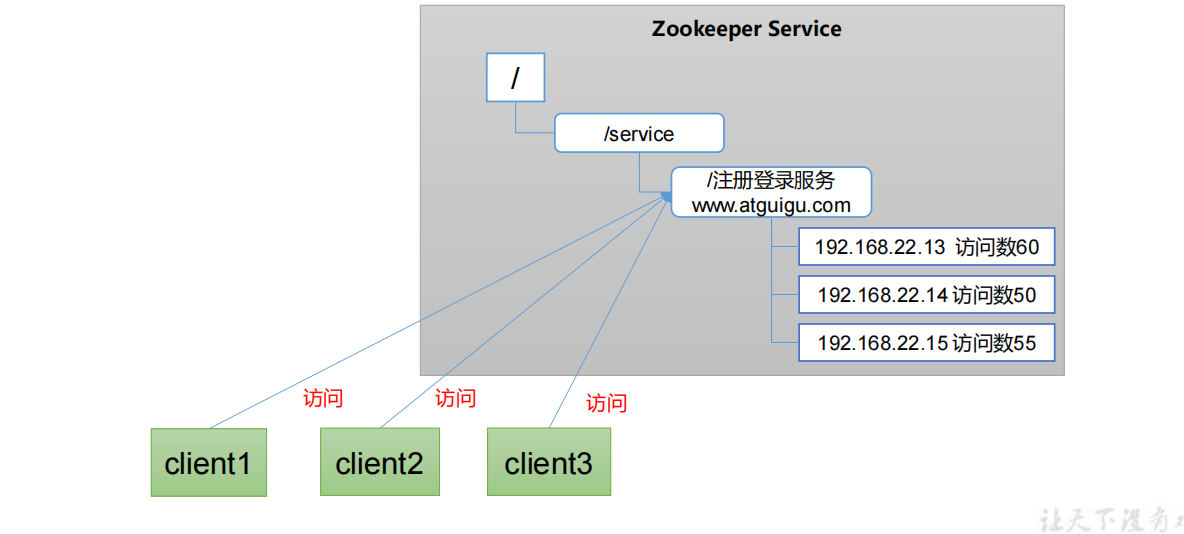 Zookeeper Service
/
/service
/注册登录服务
www.atguigu.com
192.168.22.13 访问数60
192.168.22.14 访问数50
192.168.22.15 访问数55
访问
访问
访问
client1
client2
client3
让天下没有